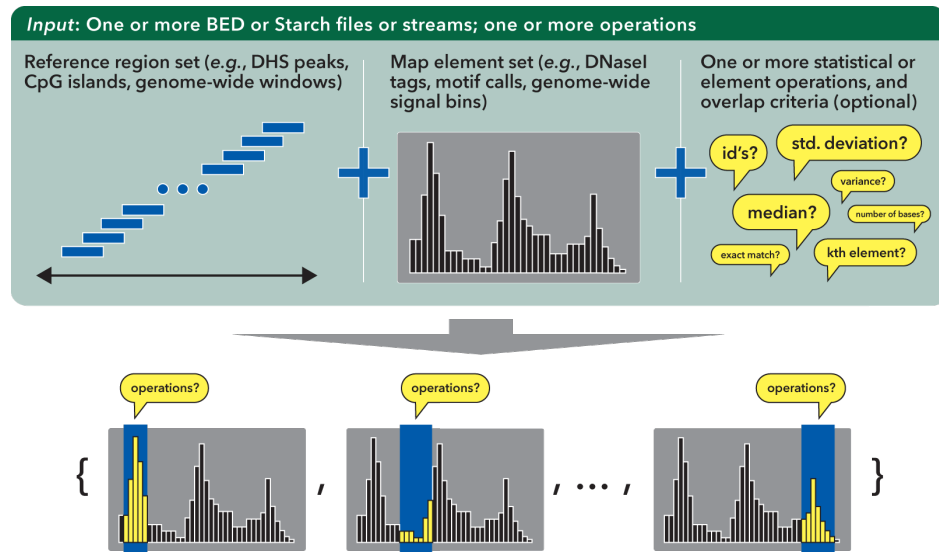 Input: One or more BED or Starch files or streams; one or more operations
Reference region set (e.g., DHS peaks,
CpG islands, genome-wide windows)
Map element set (e.g., DNaseI
tags, motif calls, genome-wide
signal bins)
One or more statistical or
element operations, and
overlap criteria (optional)
id's?
std. deviation?
variance?
median?
number of bases?
exact match?
kth element?
operations?
operations?
operations?
{ , , ... , }